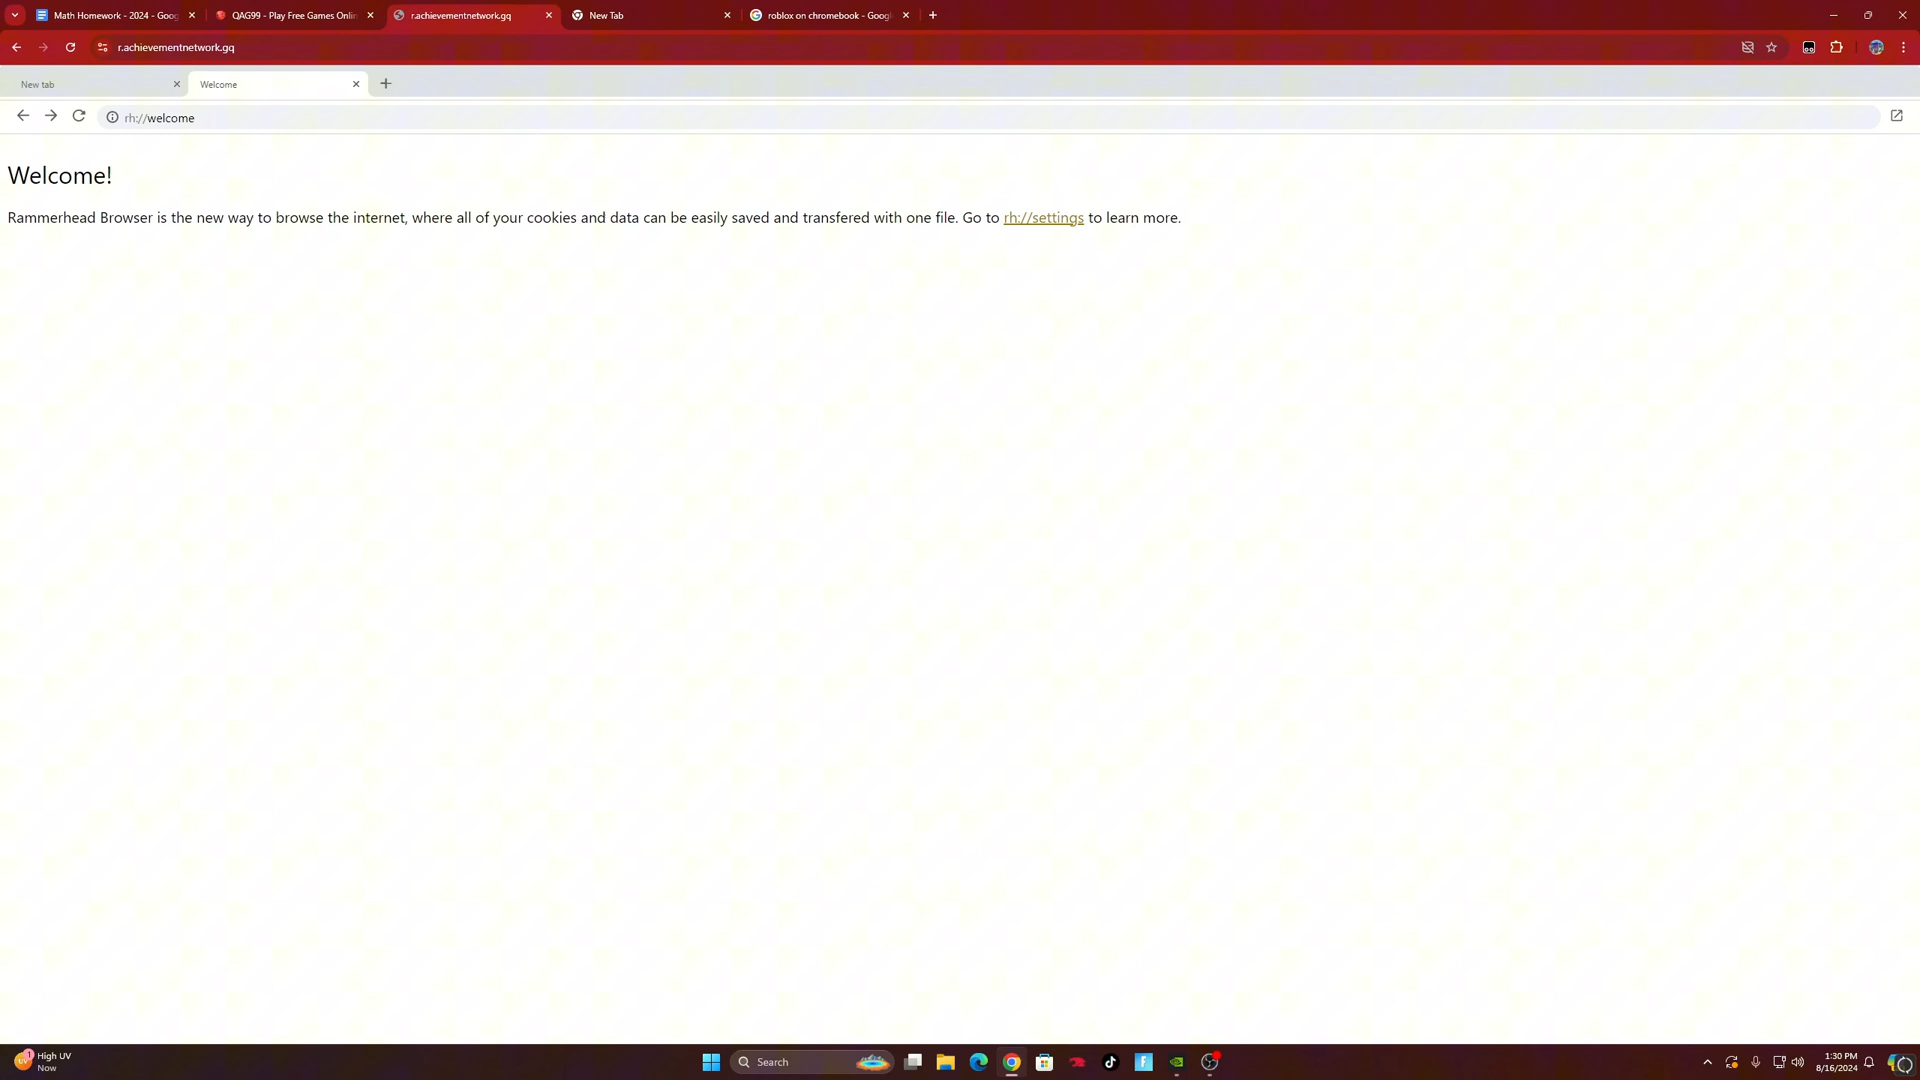 Math Homework - 2024 - Goog
QAG99 - Play Free Games Onlin
r.achievementnetwork.gq
New Tab
roblox on chromebook - Googl
r.achievementnetwork.gq
New tab
Welcome
rh://welcome
Welcome!
Rammerhead Browser is the new way to browse the internet, where all of your cookies and data can be easily saved and transfered with one file. Go to rh://settings to learn more.
High UV
Now
Search
1:30 PM
8/16/2024